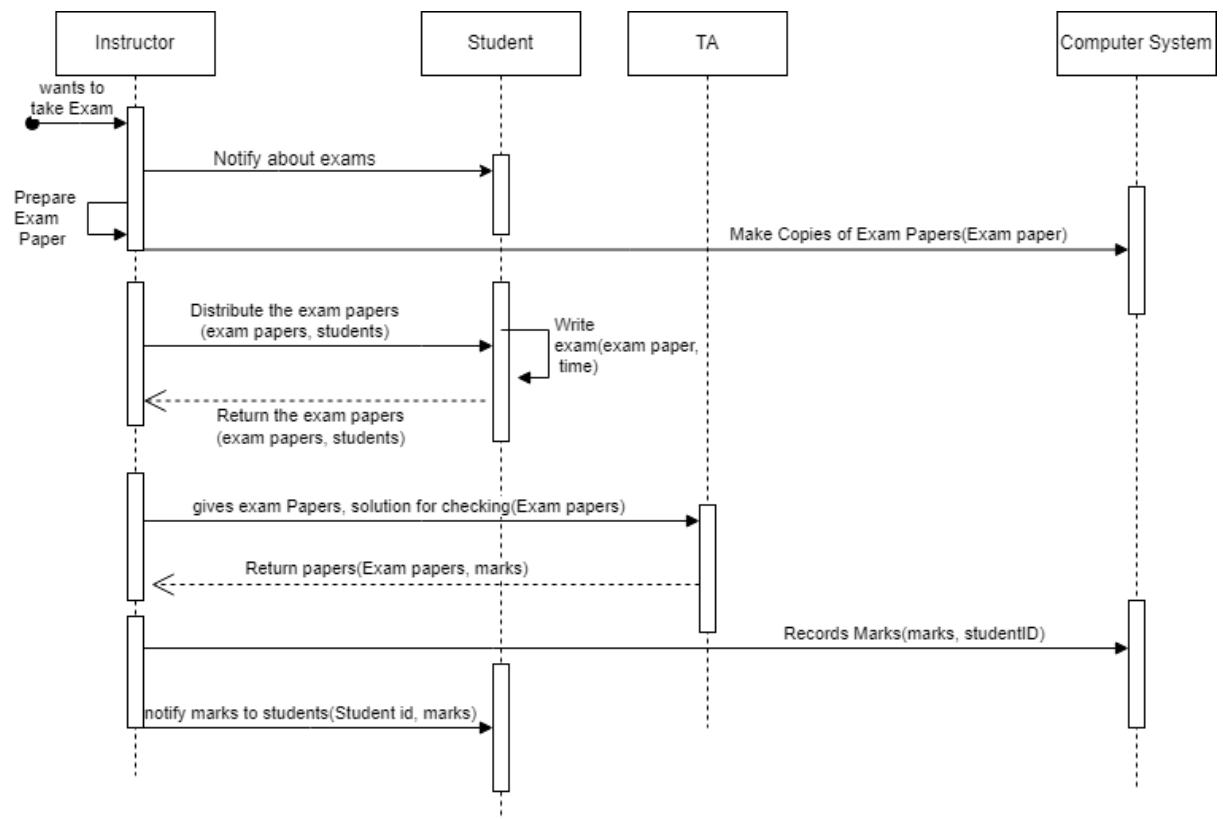 Instructor
Student
TA
Computer System
wants to
take Exam
Notify about exams
Prepare
Exam
Paper
Make Copies of Exam Papers(Exam paper)
Distribute the exam papers
(exam papers, students)
Write
exam(exam paper,
time)
Return the exam papers
(exam papers, students)
gives exam Papers, solution for checking(Exam papers)
Return papers(Exam papers, marks)
Records Marks(marks, studentID)
notify marks to students(Student id, marks)